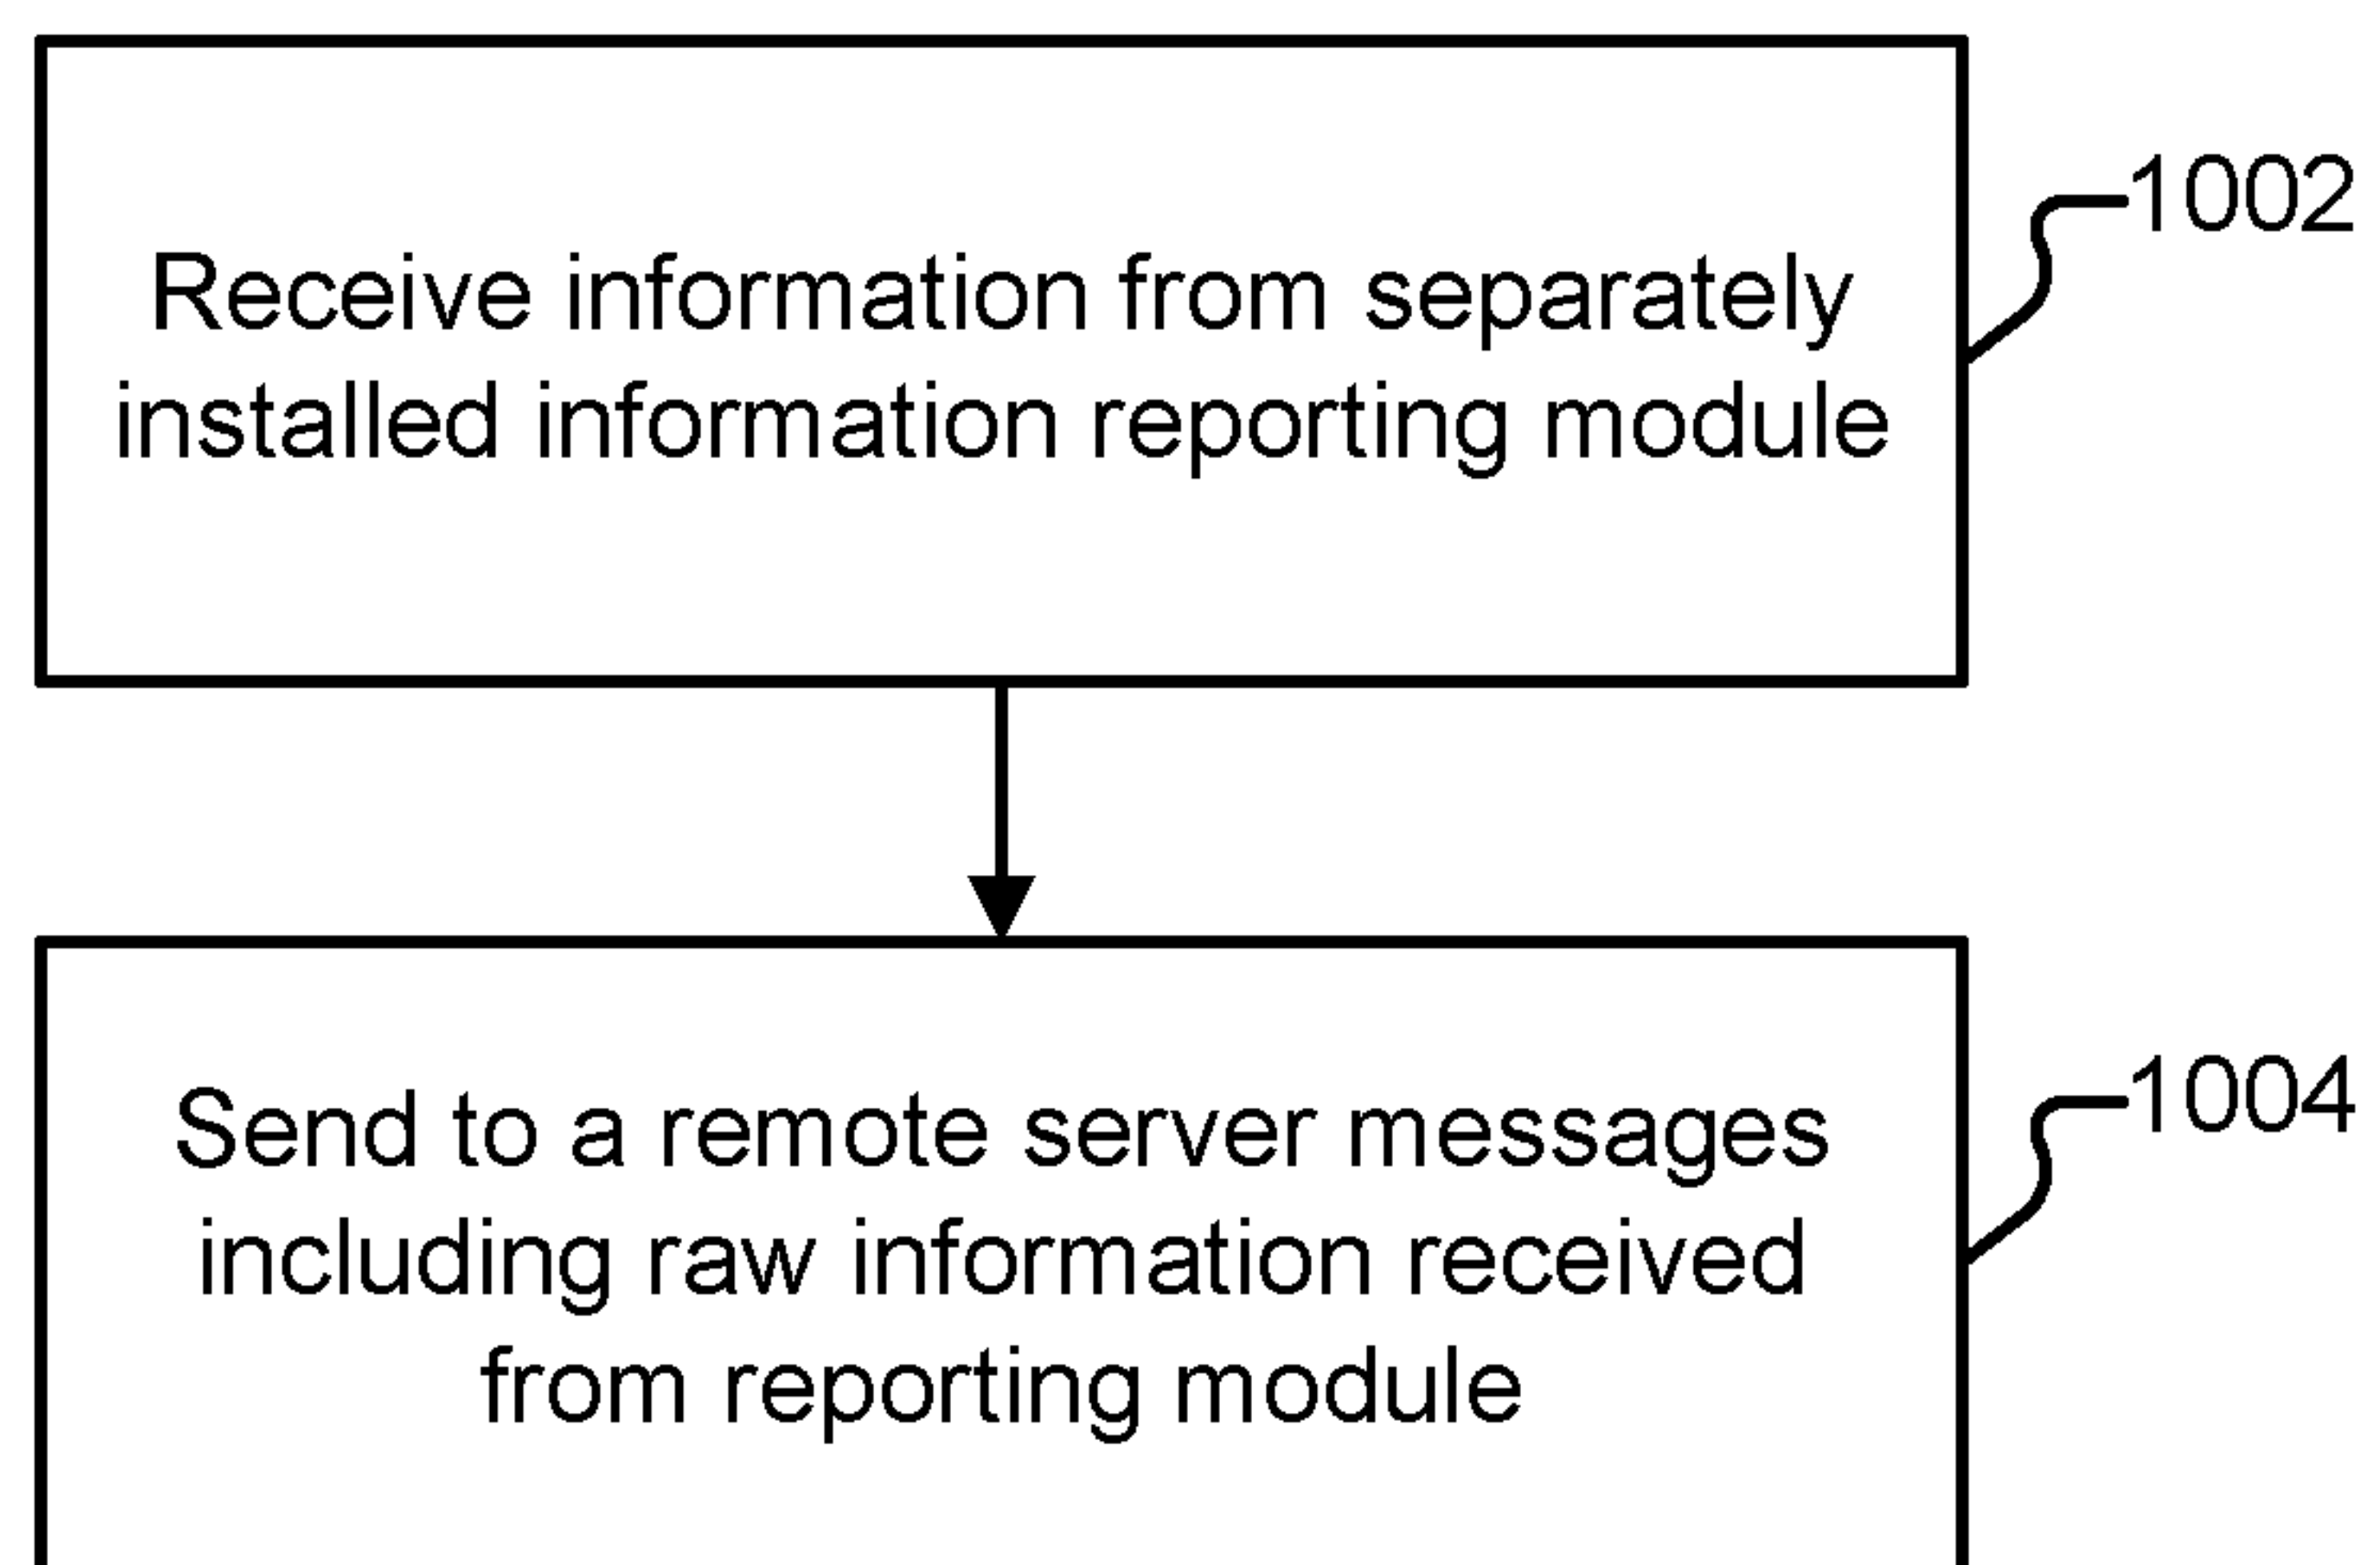 Receive information from separately
installed information reporting module
1002
Send to a remote server messages
including raw information received
from reporting module
1004